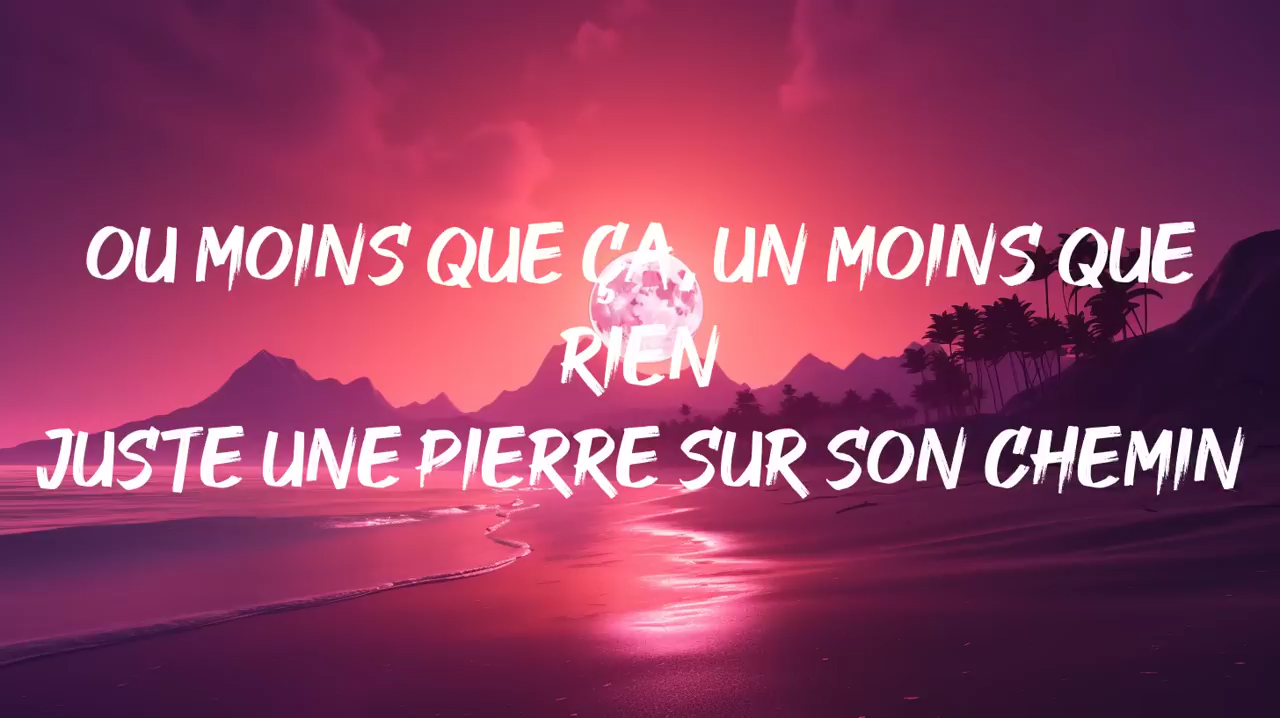 OU MOINS QUE ÇA, UN MOINS QUE
RIEN
JUSTE UNE PIERRE SUR SON CHEMIN